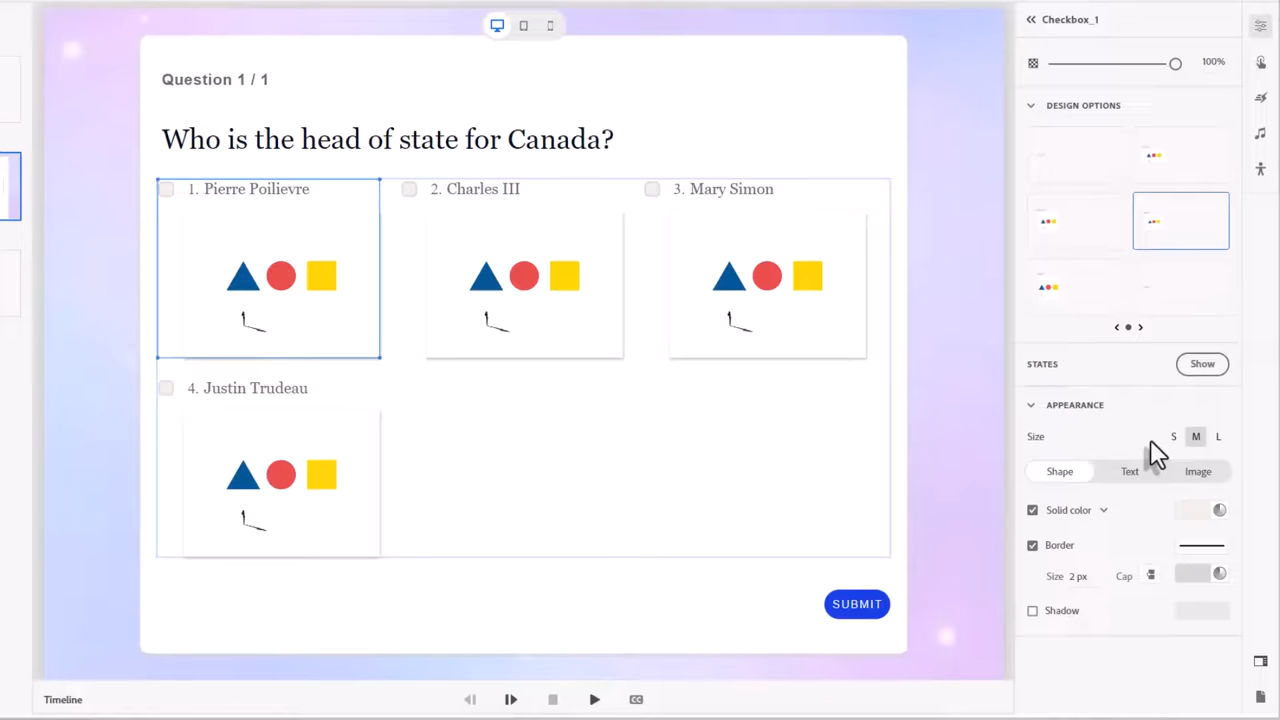 Checkbox_1
100%
Question 1 / 1
DESIGN OPTIONS
Who is the head of state for Canada?
1. Pierre Poilievre
2. Charles III
3. Mary Simon
STATES
Show
4. Justin Trudeau
APPEARANCE
Size S M L
Shape Text Image
Solid color
Border
Size 2 px Cap
SUBMIT
Shadow
Timeline
CC